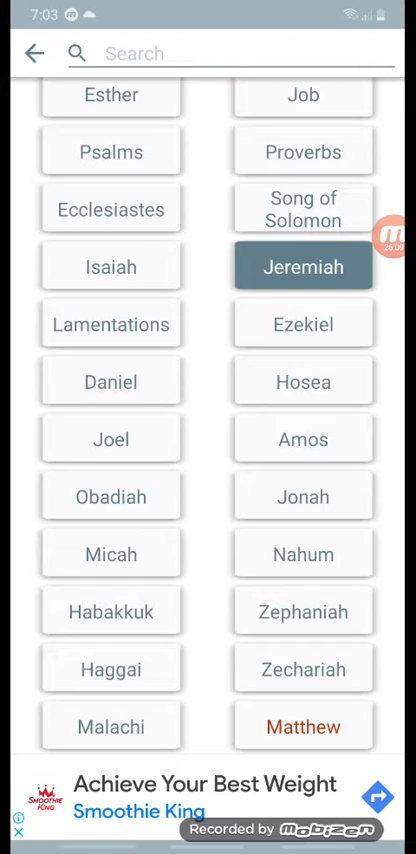 7:03
Search
Esther
Job
Psalms
Proverbs
Ecclesiastes
Song of
Solomon
26:09
Isaiah
Jeremiah
Lamentations
Ezekiel
Daniel
Hosea
Joel
Amos
Obadiah
Jonah
Micah
Nahum
Habakkuk
Zephaniah
Haggai
Zechariah
Malachi
Matthew
Achieve Your Best Weight
SMOOTHIE
KING
Smoothie King
Recorded by mobizen